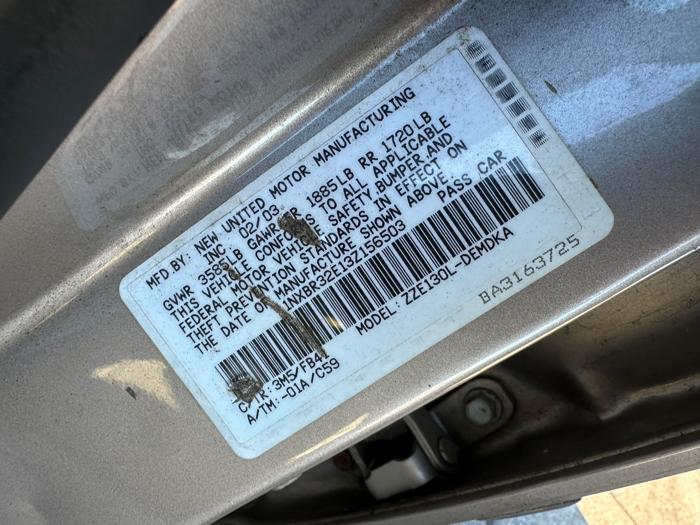 MFD BY: NEW UNITED MOTOR MANUFACTURING
INC. 02/03
GVWR 3585LB GAWR FR 1885LB RR 1720LB
THIS VEHICLE CONFORMS TO ALL APPLICABLE
FEDERAL MOTOR VEHICLE SAFETY, BUMPER, AND
THEFT PREVENTION STANDARDS IN EFFECT ON
THE DATE OF MANUFACTURE SHOWN ABOVE.
1NXBR32E13Z156503 PASS CAR
C/TR: 3M5/FB41 MODEL: ZZE130L-DEMDKA
A/TM: -01A/C59
BA3163725